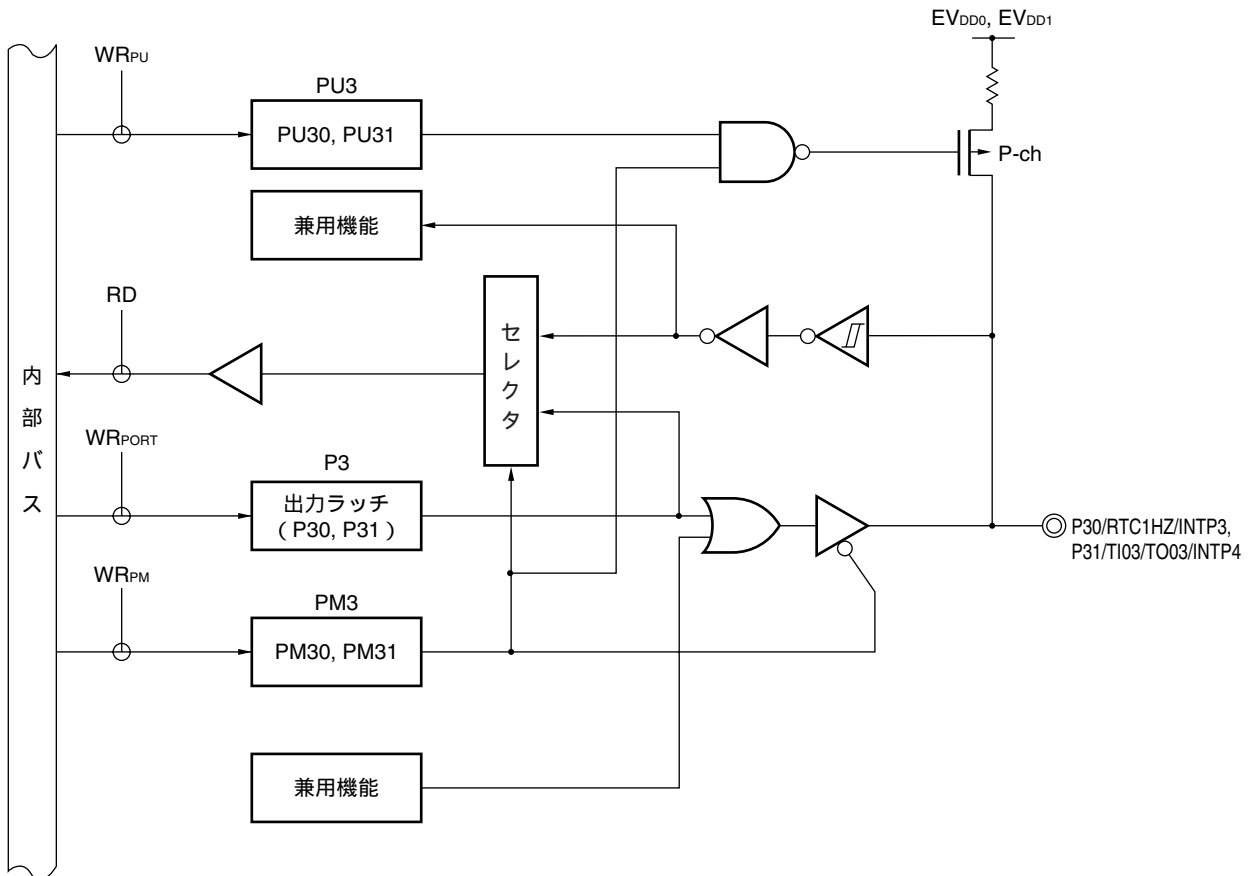 EVDD0, EVDD1
WRPU
PU3
PU30, PU31
P-ch
兼用機能
RD
セレクタ
内部バス
WRPORT
P3
出力ラッチ
（P30, P31）
P30/RTC1HZ/INTP3,
P31/TI03/TO03/INTP4
WRPM
PM3
PM30, PM31
兼用機能